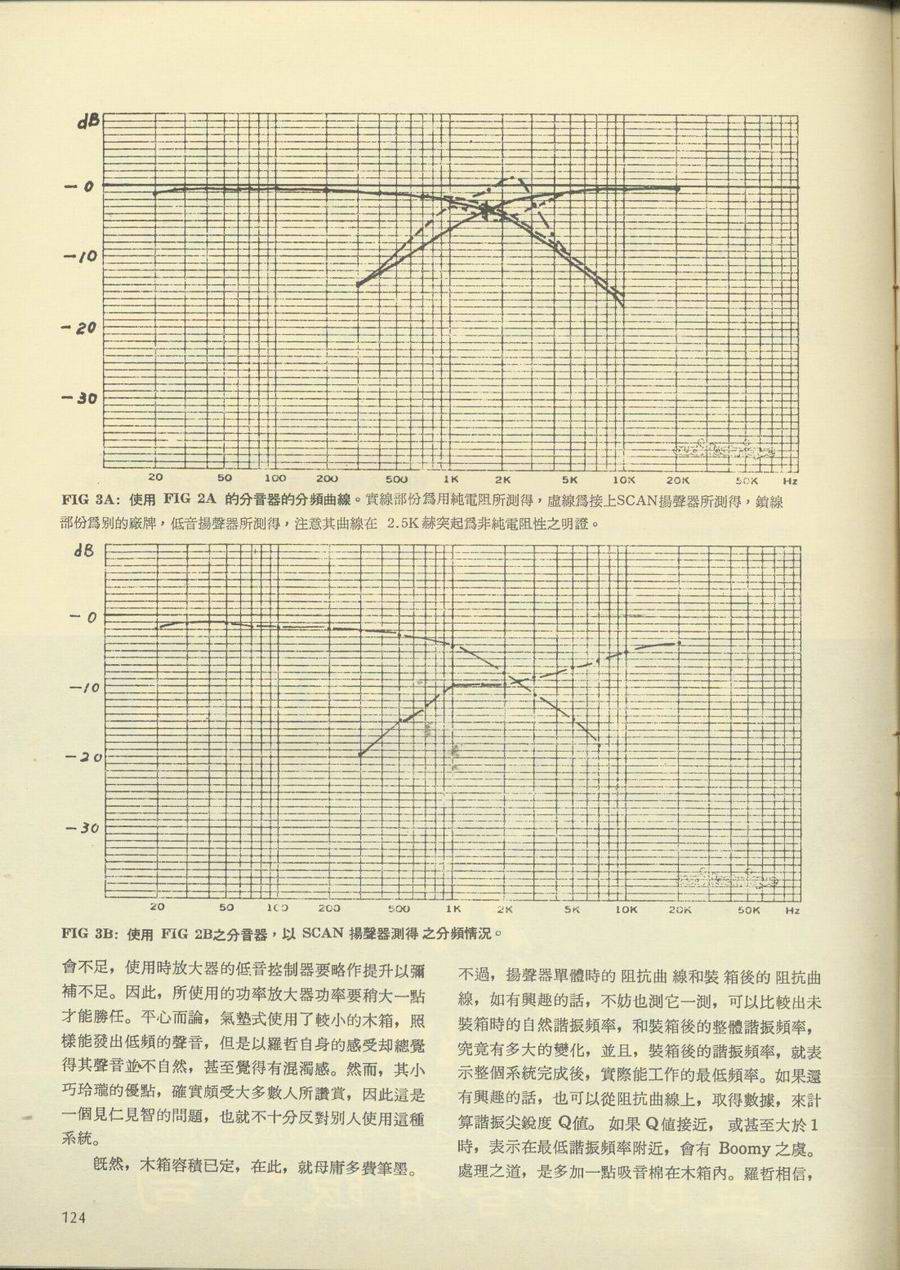 dB
－0
－10
－20
－30
20 50 100 200 500 1K 2K 5K 10K 20K 50K Hz
FIG 3A：使用 FIG 2A 的分音器的分頻曲線。實線部份爲用純電阻所測得，虛線爲接上SCAN揚聲器所測得，鎖線
部份爲別的廠牌，低音揚聲器所測得，注意其曲線在 2.5K 赫突起爲非純電阻性之明證。
dB
－0
－10
－20
－30
20 50 100 200 500 1K 2K 5K 10K 20K 50K Hz
FIG 3B：使用 FIG 2B之分音器，以 SCAN 揚聲器測得之分頻情況。
會不足，使用時放大器的低音控制器要略作提升以彌
補不足。因此，所使用的功率放大器功率要稍大一點
才能勝任。平心而論，氣墊式使用了較小的木箱，照
樣能發出低頻的聲音，但是以羅哲自身的感受却總覺
得其聲音並不自然，甚至覺得有混濁感。然而，其小
巧玲瓏的優點，確實頗受大多數人所讚賞，因此這是
一個見仁見智的問題，也就不十分反對別人使用這種
系統。
旣然，木箱容積已定，在此，就母庸多費筆墨。
不過，揚聲器單體時的阻抗曲線和裝箱後的阻抗曲
線，如有興趣的話，不妨也測它一測，可以比較出未
裝箱時的自然諧振頻率，和裝箱後的整體諧振頻率，
究竟有多大的變化，並且，裝箱後的諧振頻率，就表
示整個系統完成後，實際能工作的最低頻率。如果還
有興趣的話，也可以從阻抗曲線上，取得數據，來計
算諧振尖銳度 Q値。如果 Q値接近，或甚至大於 1
時，表示在最低諧振頻率附近，會有 Boomy 之虞。
處理之道，是多加一點吸音棉在木箱內。羅哲相信，
124